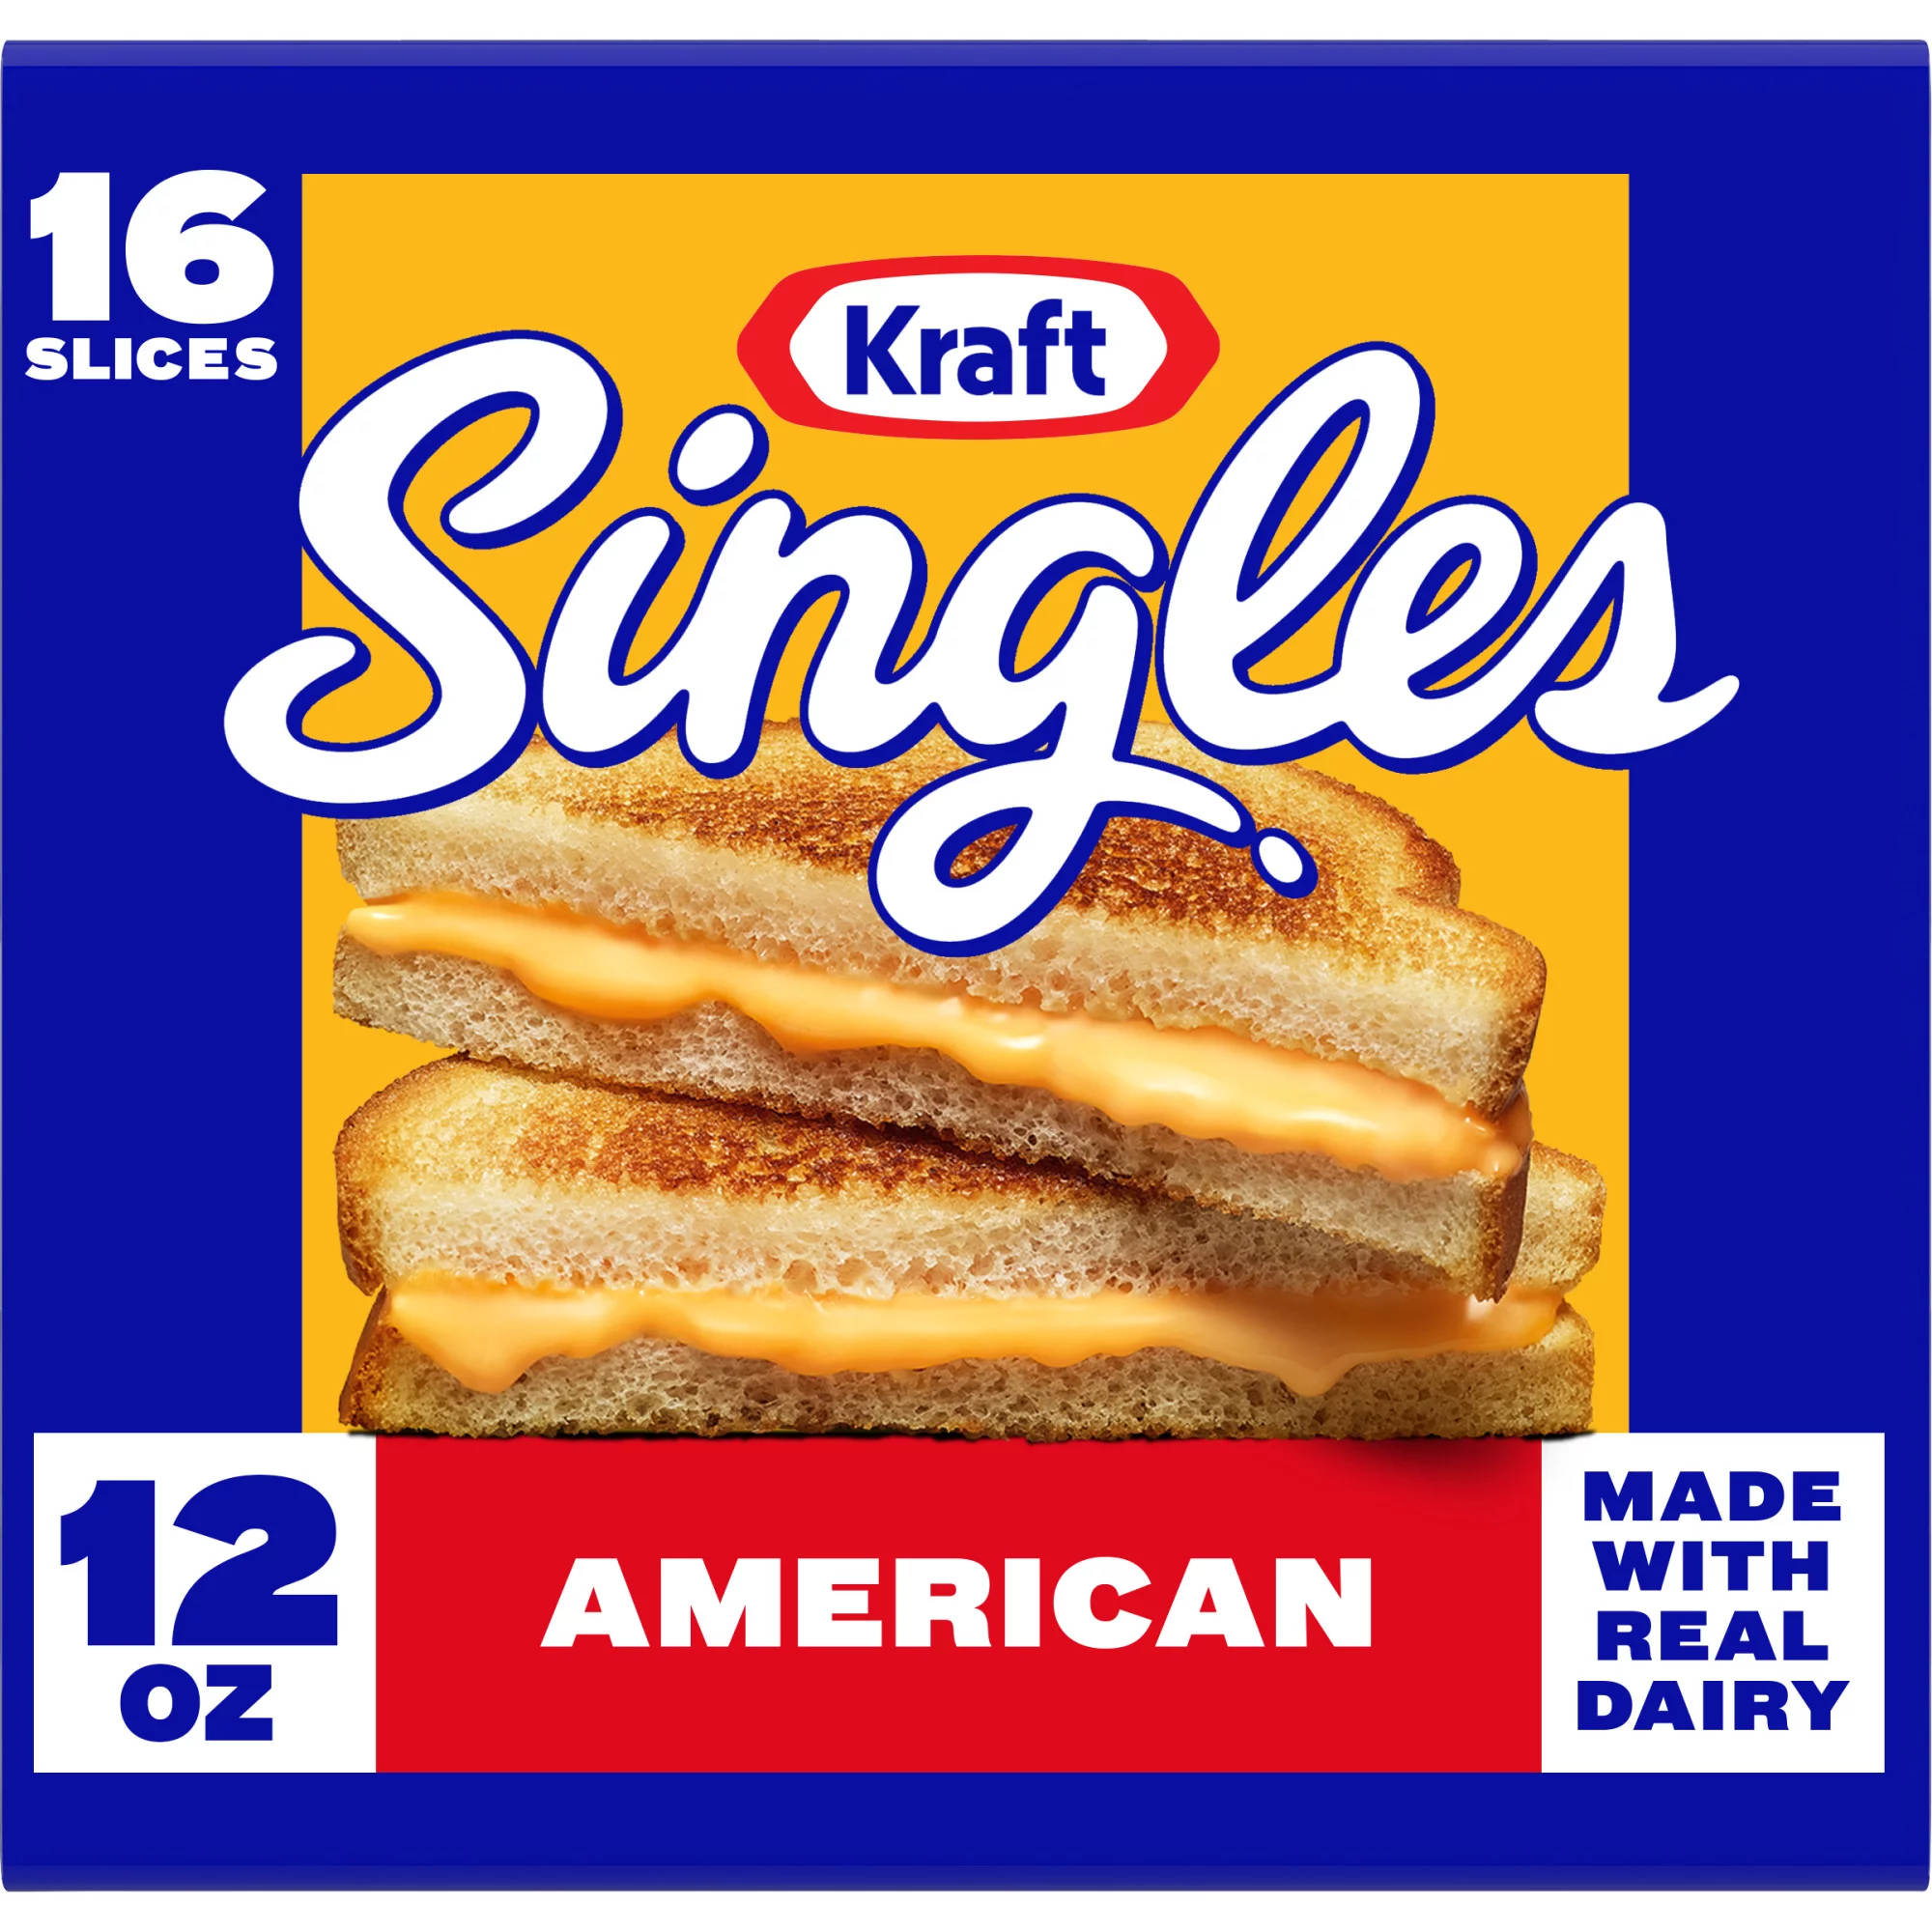 16
SLICES
Kraft
Singles
12
OZ
AMERICAN
MADE
WITH
REAL
DAIRY